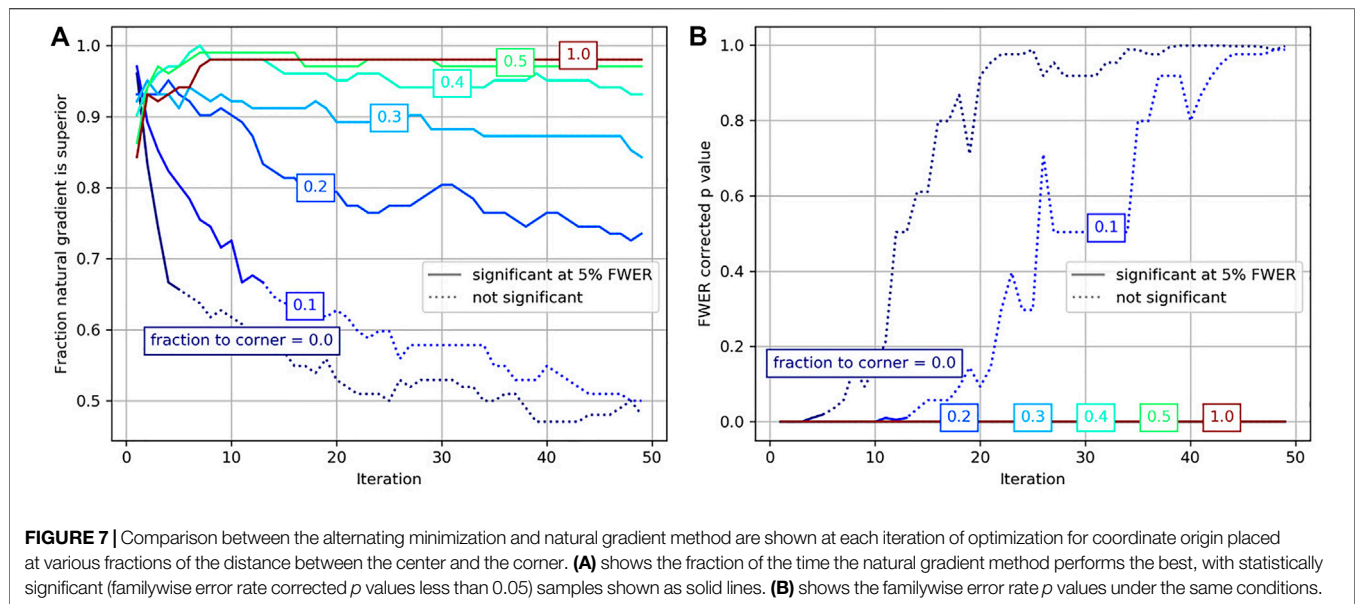 A
Fraction natural gradient is superior
1.0
0.9
0.8
0.7
0.6
0.5
0
10
20
30
40
50
Iteration
1.0
0.5
0.4
0.3
0.2
0.1
fraction to corner = 0.0
significant at 5% FWER
not significant
B
FWER corrected p value
1.0
0.8
0.6
0.4
0.2
0.0
0
10
20
30
40
50
Iteration
0.1
significant at 5% FWER
not significant
fraction to corner = 0.0
0.2
0.3
0.4
0.5
1.0
FIGURE 7 | Comparison between the alternating minimization and natural gradient method are shown at each iteration of optimization for coordinate origin placed
at various fractions of the distance between the center and the corner. (A) shows the fraction of the time the natural gradient method performs the best, with statistically
significant (familywise error rate corrected p values less than 0.05) samples shown as solid lines. (B) shows the familywise error rate p values under the same conditions.